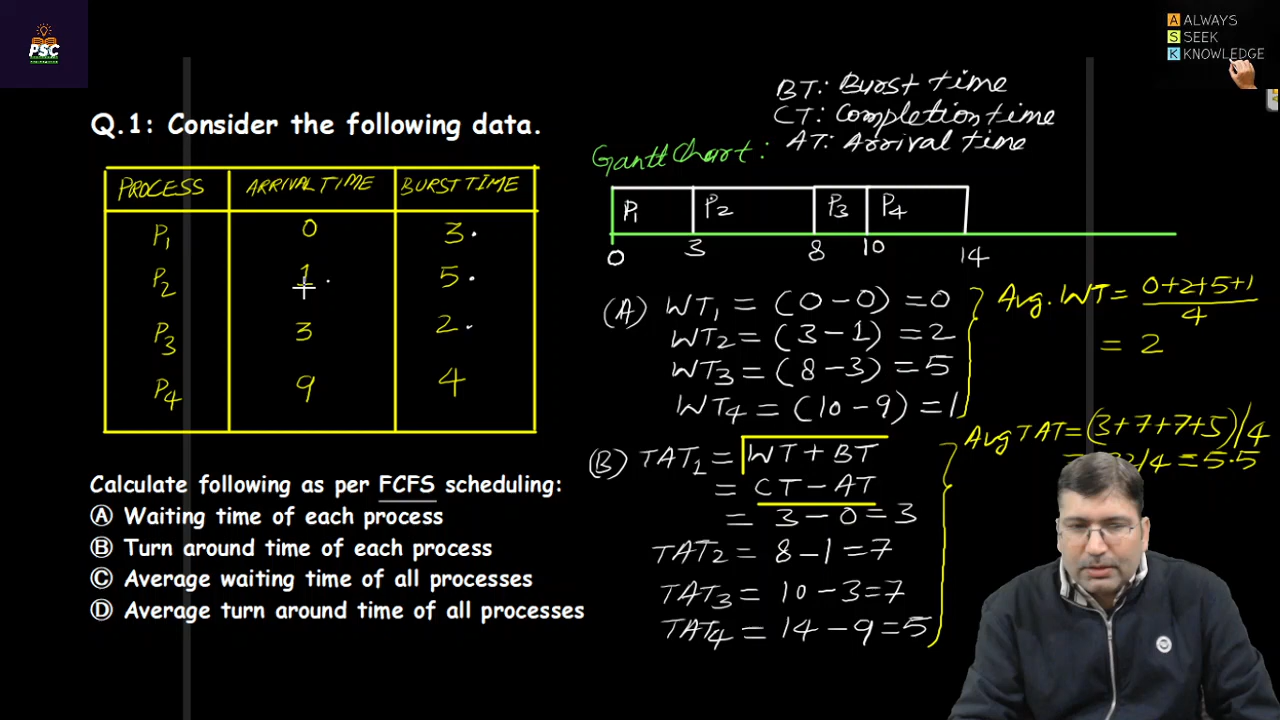 PSC
ALWAYS
SEEK
KNOWLEDGE
Q.1: Consider the following data.
PROCESS ARRIVAL TIME BURST TIME
P1 0 3
P2 1 5
P3 3 2
P4 9 4
Calculate following as per FCFS scheduling:
Ⓐ Waiting time of each process
Ⓑ Turn around time of each process
Ⓒ Average waiting time of all processes
Ⓓ Average turn around time of all processes
BT: Burst time
CT: Completion time
AT: Arrival time
Gantt Chart:
P1 P2 P3 P4
0 3 8 10 14
(A) WT1 = (0-0) = 0
WT2 = (3-1) = 2
WT3 = (8-3) = 5
WT4 = (10-9) = 1
Avg. WT = 0+2+5+1
4
= 2
(B) TAT1 = WT + BT
= CT - AT
= 3 - 0 = 3
TAT2 = 8 - 1 = 7
TAT3 = 10 - 3 = 7
TAT4 = 14 - 9 = 5
Avg TAT = (3+7+7+5)/4
/4 = 5.5